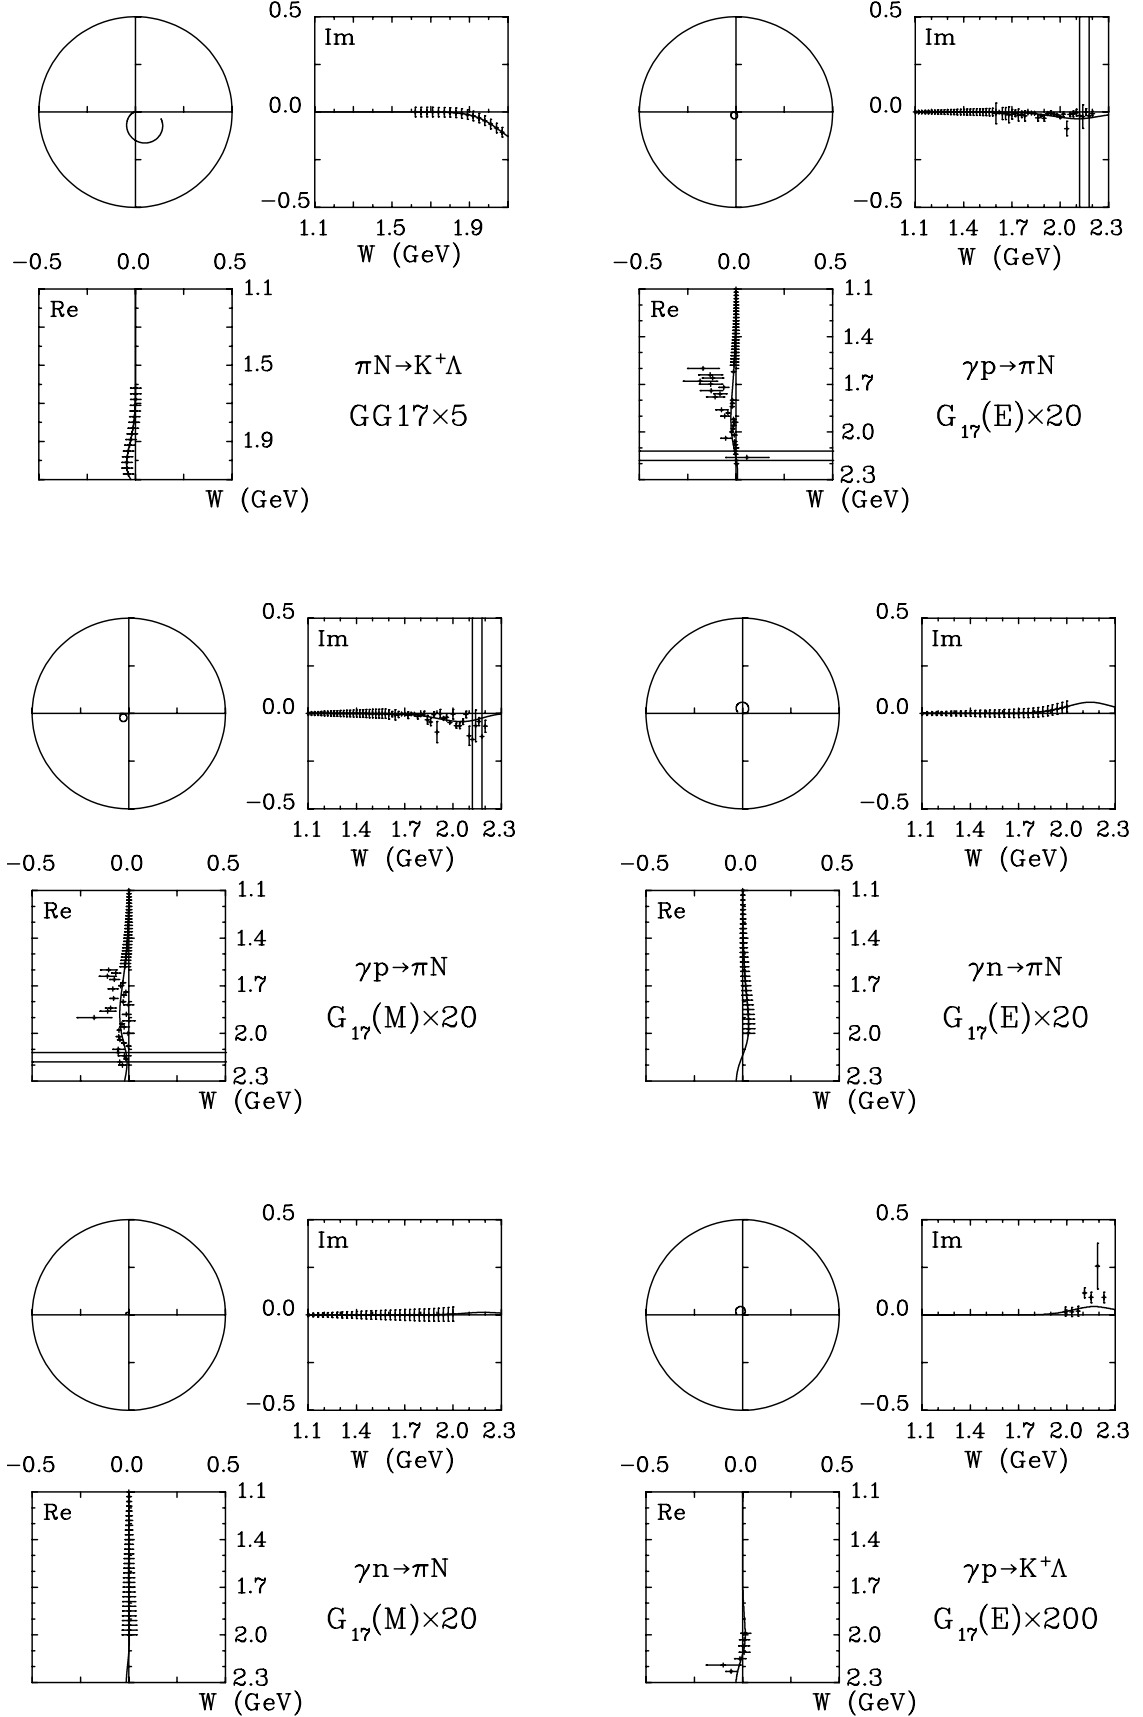 0.5
Im
0.0
−0.5
1.1 1.5 1.9
W (GeV)
−0.5 0.0 0.5
Re
1.1
1.5
1.9
W (GeV)
πN→K⁺Λ
GG17×5
0.5
Im
0.0
−0.5
1.1 1.4 1.7 2.0 2.3
W (GeV)
−0.5 0.0 0.5
Re
1.1
1.4
1.7
2.0
2.3
W (GeV)
γp→πN
G₁₇(E)×20
0.5
Im
0.0
−0.5
1.1 1.4 1.7 2.0 2.3
W (GeV)
−0.5 0.0 0.5
Re
1.1
1.4
1.7
2.0
2.3
W (GeV)
γp→πN
G₁₇(M)×20
0.5
Im
0.0
−0.5
1.1 1.4 1.7 2.0 2.3
W (GeV)
−0.5 0.0 0.5
Re
1.1
1.4
1.7
2.0
2.3
W (GeV)
γn→πN
G₁₇(E)×20
0.5
Im
0.0
−0.5
1.1 1.4 1.7 2.0 2.3
W (GeV)
−0.5 0.0 0.5
Re
1.1
1.4
1.7
2.0
2.3
W (GeV)
γn→πN
G₁₇(M)×20
0.5
Im
0.0
−0.5
1.1 1.4 1.7 2.0 2.3
W (GeV)
−0.5 0.0 0.5
Re
1.1
1.4
1.7
2.0
2.3
W (GeV)
γp→K⁺Λ
G₁₇(E)×200